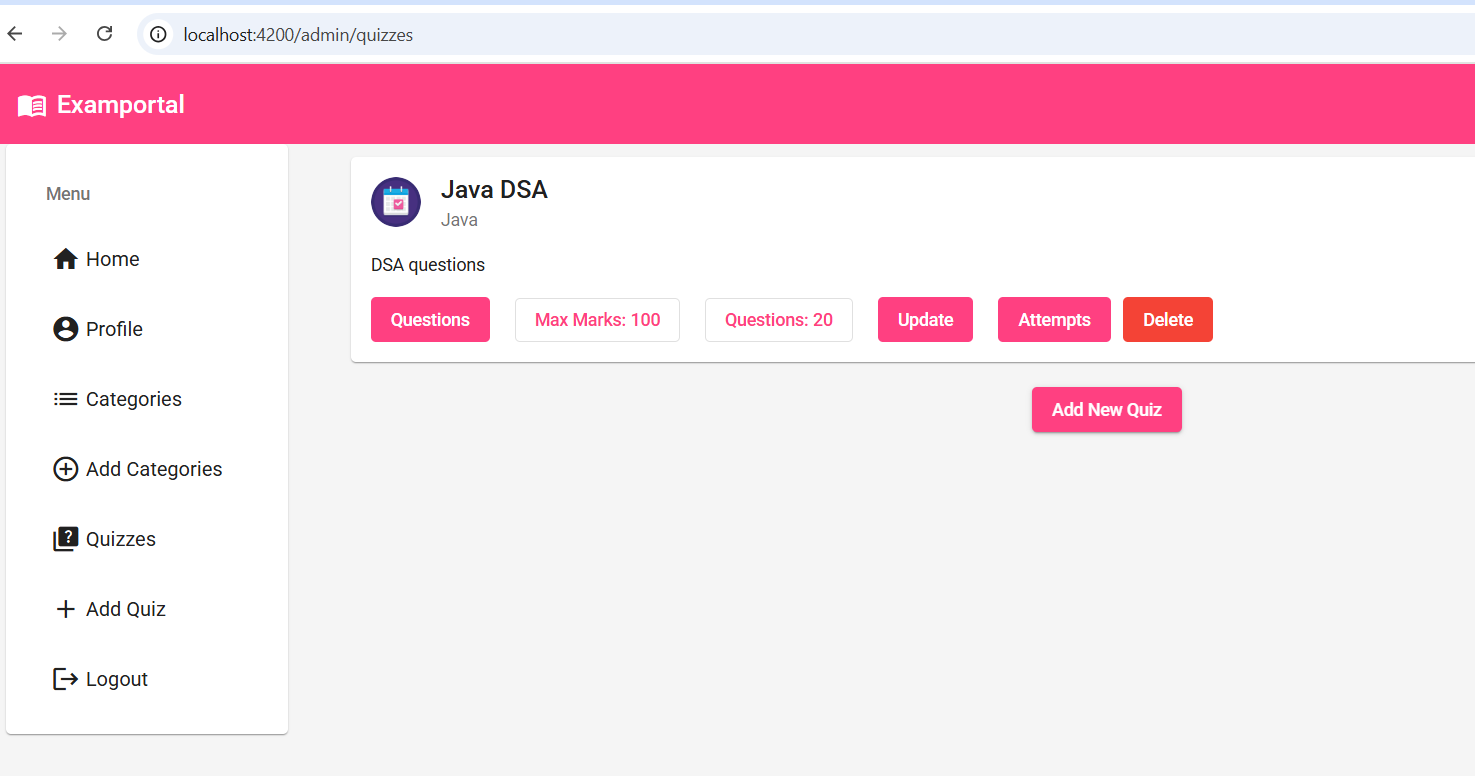 localhost:4200/admin/quizzes
Examportal
Menu
Home
Profile
Categories
Add Categories
Quizzes
Add Quiz
Logout
Java DSA
Java
DSA questions
Questions Max Marks: 100 Questions: 20 Update Attempts Delete
Add New Quiz